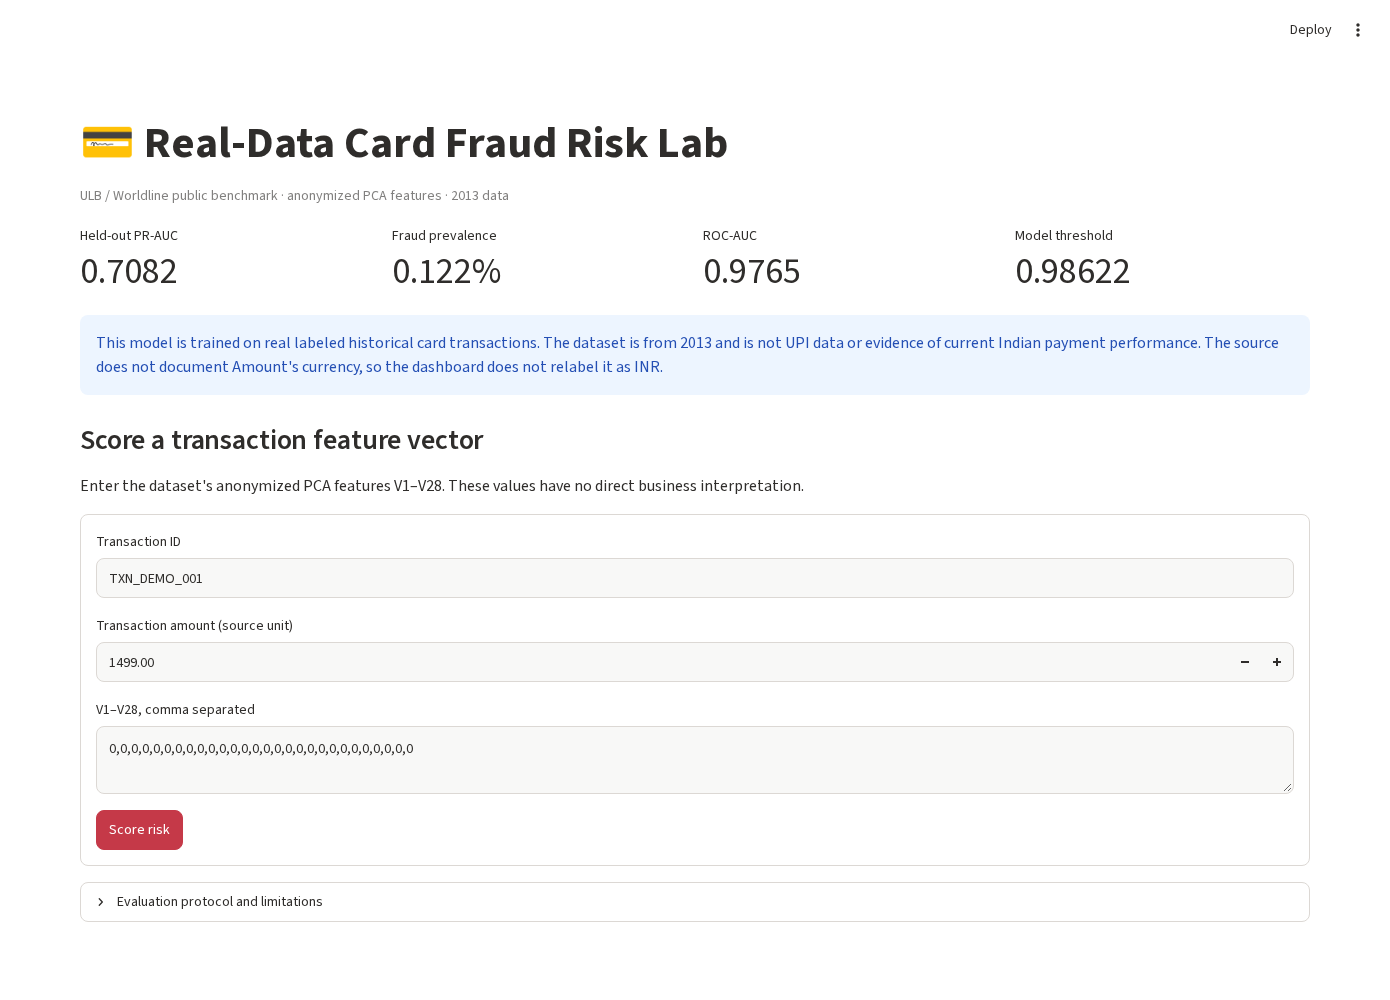 Deploy
Real-Data Card Fraud Risk Lab
ULB / Worldline public benchmark · anonymized PCA features · 2013 data
Held-out PR-AUC
Fraud prevalence
ROC-AUC
Model threshold
0.7082
0.122%
0.9765
0.98622
This model is trained on real labeled historical card transactions. The dataset is from 2013 and is not UPI data or evidence of current Indian payment performance. The source
does not document Amount's currency, so the dashboard does not relabel it as INR.
Score a transaction feature vector
Enter the dataset's anonymized PCA features V1–V28. These values have no direct business interpretation.
Transaction ID
TXN_DEMO_001
Transaction amount (source unit)
1499.00
V1–V28, comma separated
0,0,0,0,0,0,0,0,0,0,0,0,0,0,0,0,0,0,0,0,0,0,0,0,0,0,0,0
Score risk
Evaluation protocol and limitations